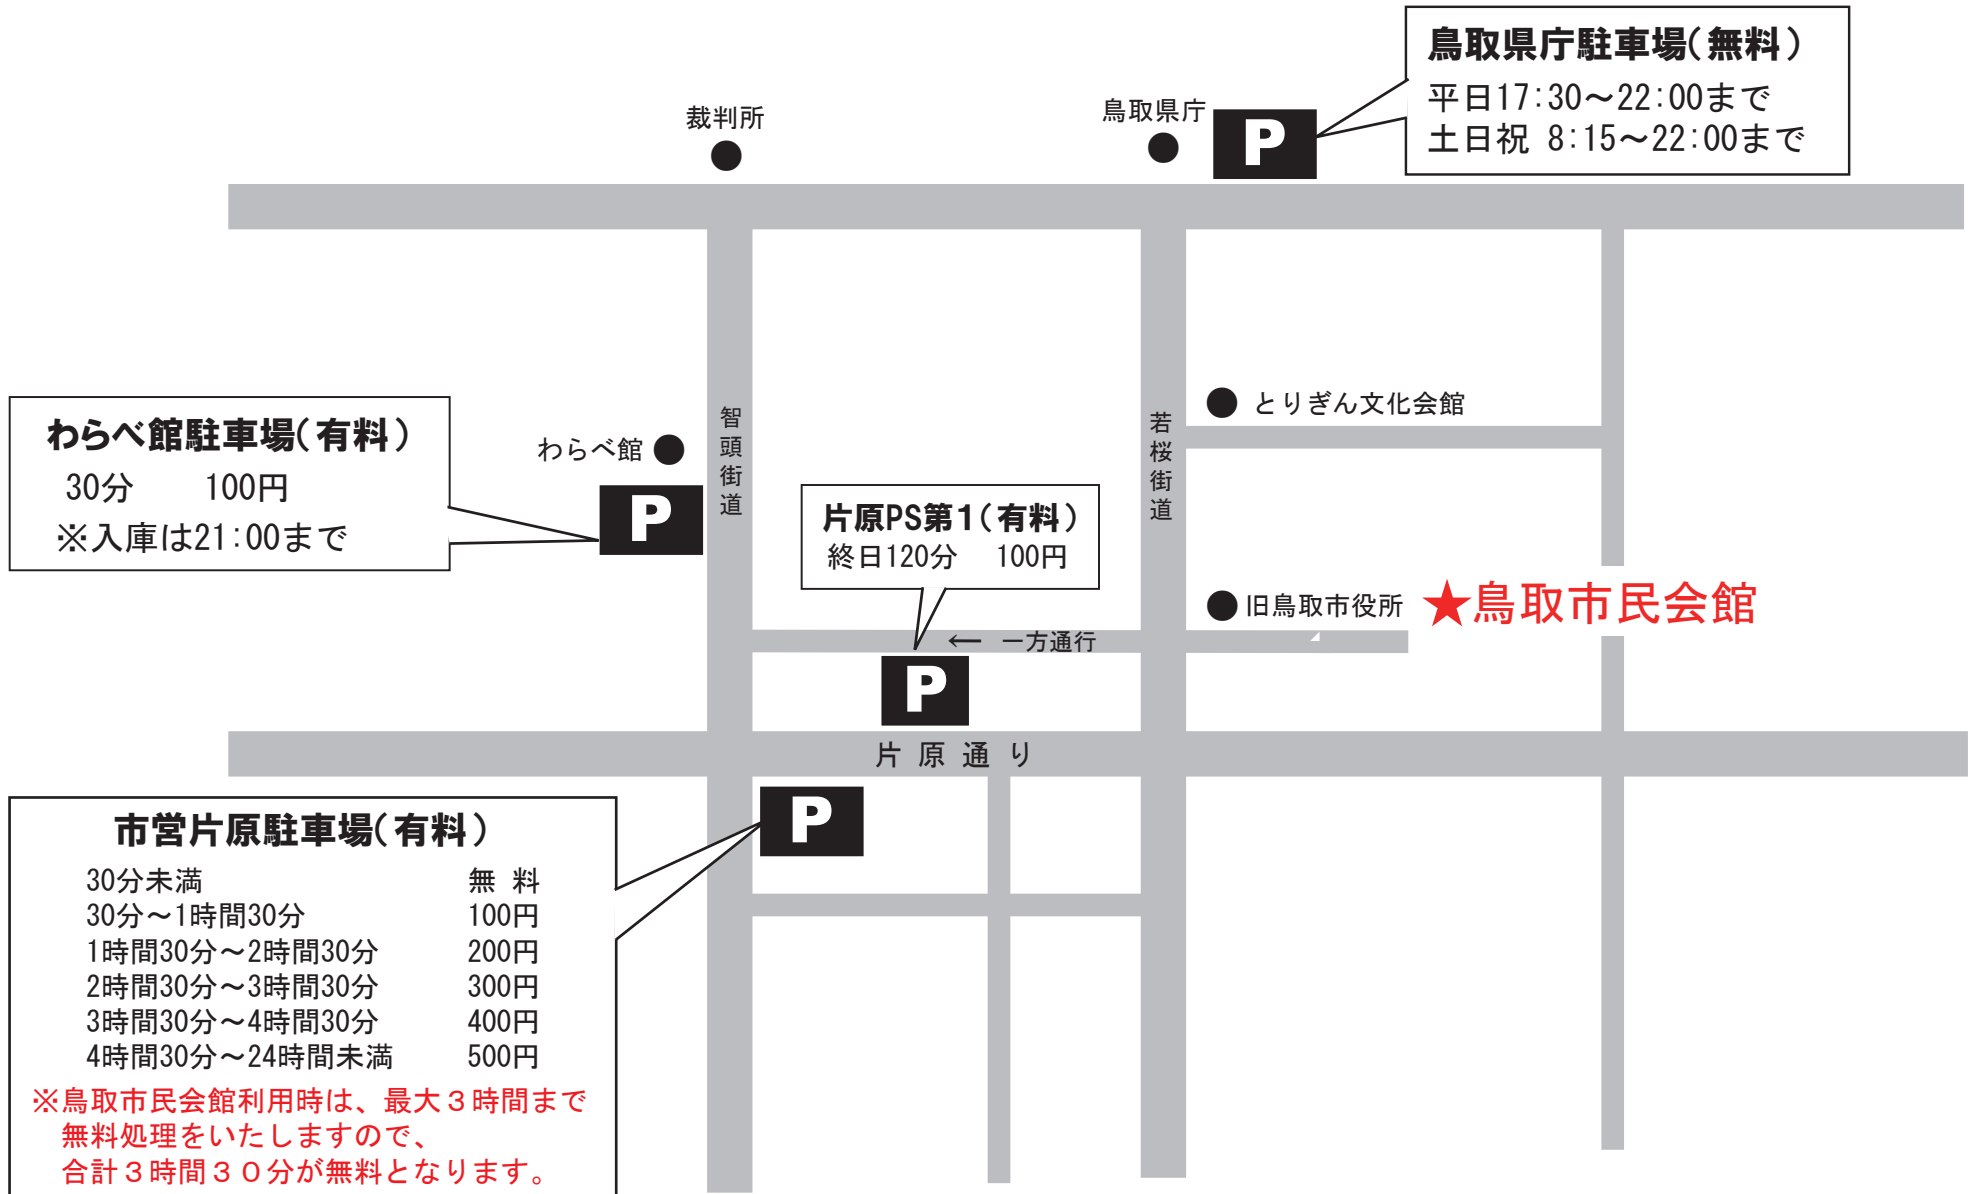 鳥取県庁駐車場(無料)
平日17:30～22:00まで
土日祝 8:15～22:00まで
裁判所
鳥取県庁
P
とりぎん文化会館
わらべ館駐車場(有料)
30分 100円
※入庫は21:00まで
わらべ館
P
智頭街道
若桜街道
片原PS第1(有料)
終日120分 100円
旧鳥取市役所
★鳥取市民会館
← 一方通行
P
片原通り
市営片原駐車場(有料)
30分未満 無 料
30分～1時間30分 100円
1時間30分～2時間30分 200円
2時間30分～3時間30分 300円
3時間30分～4時間30分 400円
4時間30分～24時間未満 500円
※鳥取市民会館利用時は、最大３時間まで
無料処理をいたしますので、
合計３時間３０分が無料となります。
P